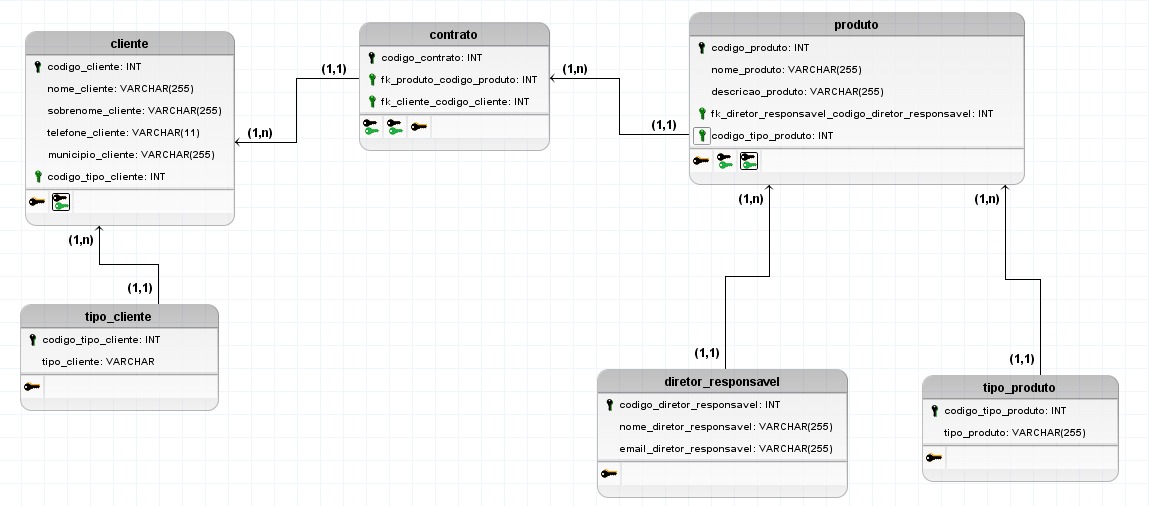 cliente
codigo_cliente: INT
nome_cliente: VARCHAR(255)
sobrenome_cliente: VARCHAR(255)
telefone_cliente: VARCHAR(11)
municipio_cliente: VARCHAR(255)
codigo_tipo_cliente: INT
(1,1)
(1,n)
contrato
codigo_contrato: INT
fk_produto_codigo_produto: INT
fk_cliente_codigo_cliente: INT
(1,n)
(1,1)
produto
codigo_produto: INT
nome_produto: VARCHAR(255)
descricao_produto: VARCHAR(255)
fk_diretor_responsavel_codigo_diretor_responsavel: INT
codigo_tipo_produto: INT
(1,n)
(1,1)
tipo_cliente
codigo_tipo_cliente: INT
tipo_cliente: VARCHAR
(1,n)
(1,1)
diretor_responsavel
codigo_diretor_responsavel: INT
nome_diretor_responsavel: VARCHAR(255)
email_diretor_responsavel: VARCHAR(255)
(1,n)
(1,1)
tipo_produto
codigo_tipo_produto: INT
tipo_produto: VARCHAR(255)